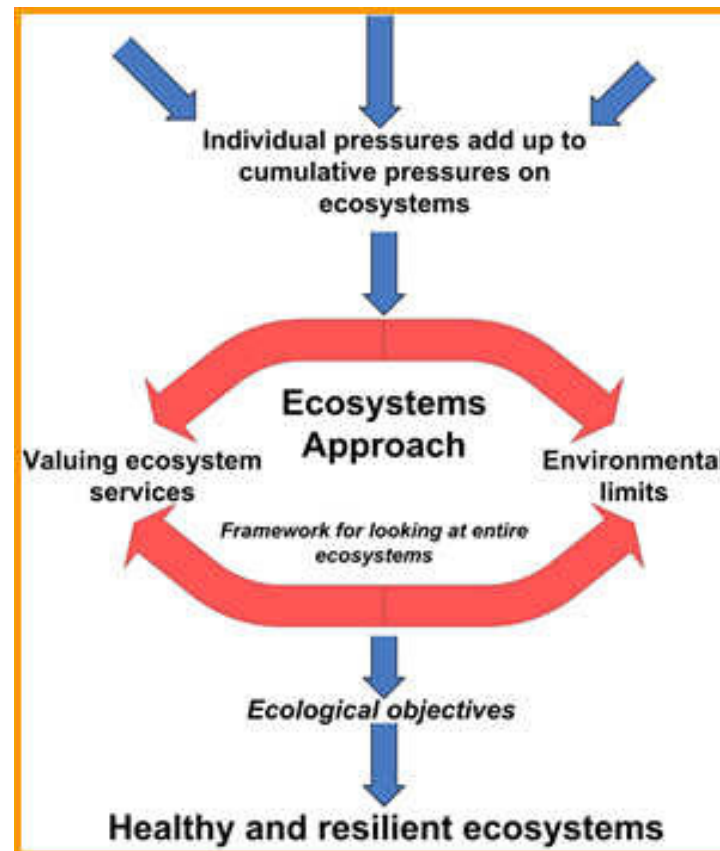 Individual pressures add up to
cumulative pressures on
ecosystems
Ecosystems
Approach
Valuing ecosystem
services
Environmental
limits
Framework for looking at entire
ecosystems
Ecological objectives
Healthy and resilient ecosystems